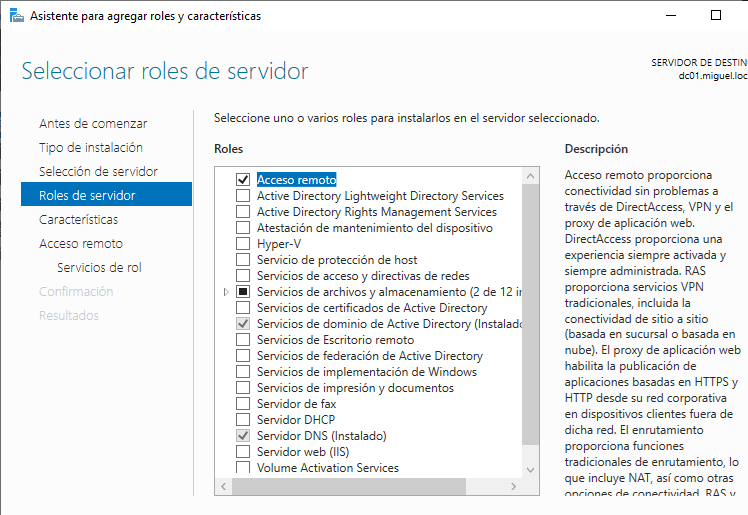 Asistente para agregar roles y características
Seleccionar roles de servidor
SERVIDOR DE DESTIN
dc01.miguel.loc
Antes de comenzar
Tipo de instalación
Selección de servidor
Roles de servidor
Características
Acceso remoto
Servicios de rol
Confirmación
Resultados
Seleccione uno o varios roles para instalarlos en el servidor seleccionado.
Roles
Acceso remoto
Active Directory Lightweight Directory Services
Active Directory Rights Management Services
Atestación de mantenimiento del dispositivo
Hyper-V
Servicio de protección de host
Servicios de acceso y directivas de redes
Servicios de archivos y almacenamiento (2 de 12 in
Servicios de certificados de Active Directory
Servicios de dominio de Active Directory (Instalado
Servicios de Escritorio remoto
Servicios de federación de Active Directory
Servicios de implementación de Windows
Servicios de impresión y documentos
Servidor de fax
Servidor DHCP
Servidor DNS (Instalado)
Servidor web (IIS)
Volume Activation Services
Descripción
Acceso remoto proporciona
conectividad sin problemas a
través de DirectAccess, VPN y el
proxy de aplicación web.
DirectAccess proporciona una
experiencia siempre activada y
siempre administrada. RAS
proporciona servicios VPN
tradicionales, incluida la
conectividad de sitio a sitio
(basada en sucursal o basada en
nube). El proxy de aplicación web
habilita la publicación de
aplicaciones basadas en HTTPS y
HTTP desde su red corporativa
en dispositivos clientes fuera de
dicha red. El enrutamiento
proporciona funciones
tradicionales de enrutamiento, lo
que incluye NAT, así como otras
opciones de conectividad. RAS y